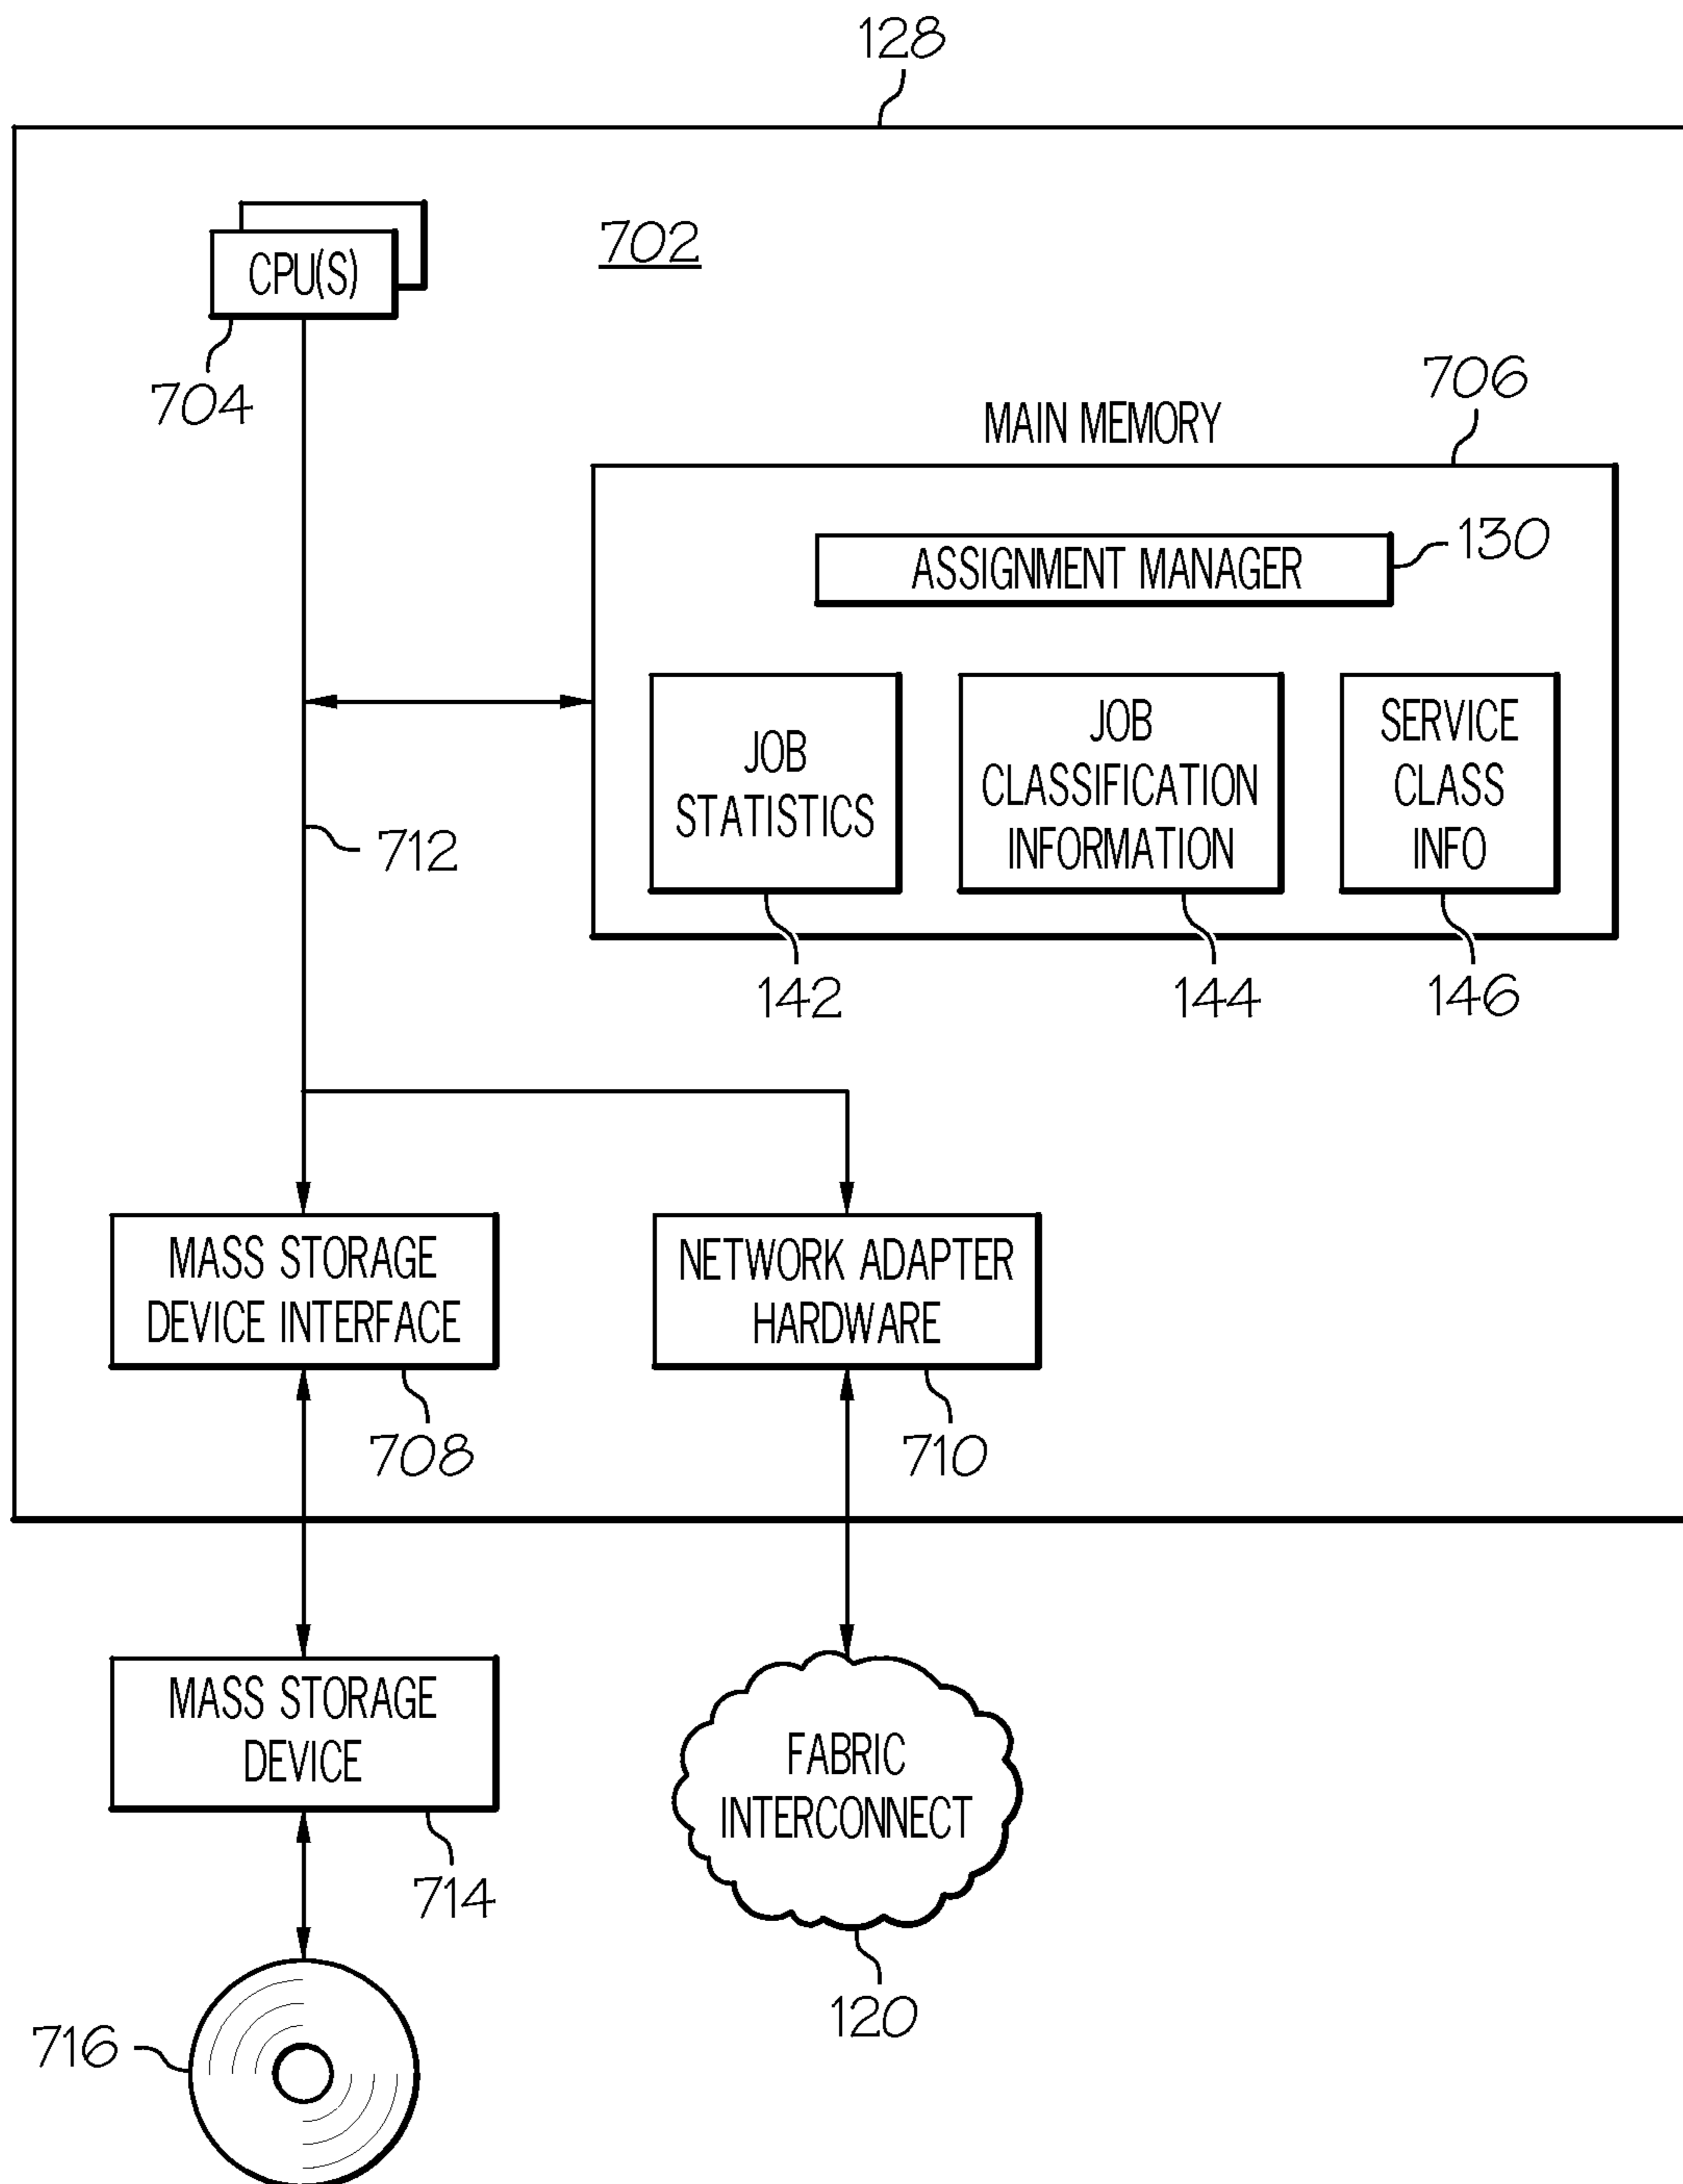 128
CPU(S)
702
704
706
MAIN MEMORY
ASSIGNMENT MANAGER
130
JOB
STATISTICS
JOB
CLASSIFICATION
INFORMATION
SERVICE
CLASS
INFO
712
142
144
146
MASS STORAGE
DEVICE INTERFACE
NETWORK ADAPTER
HARDWARE
708
710
MASS STORAGE
DEVICE
FABRIC
INTERCONNECT
714
120
716